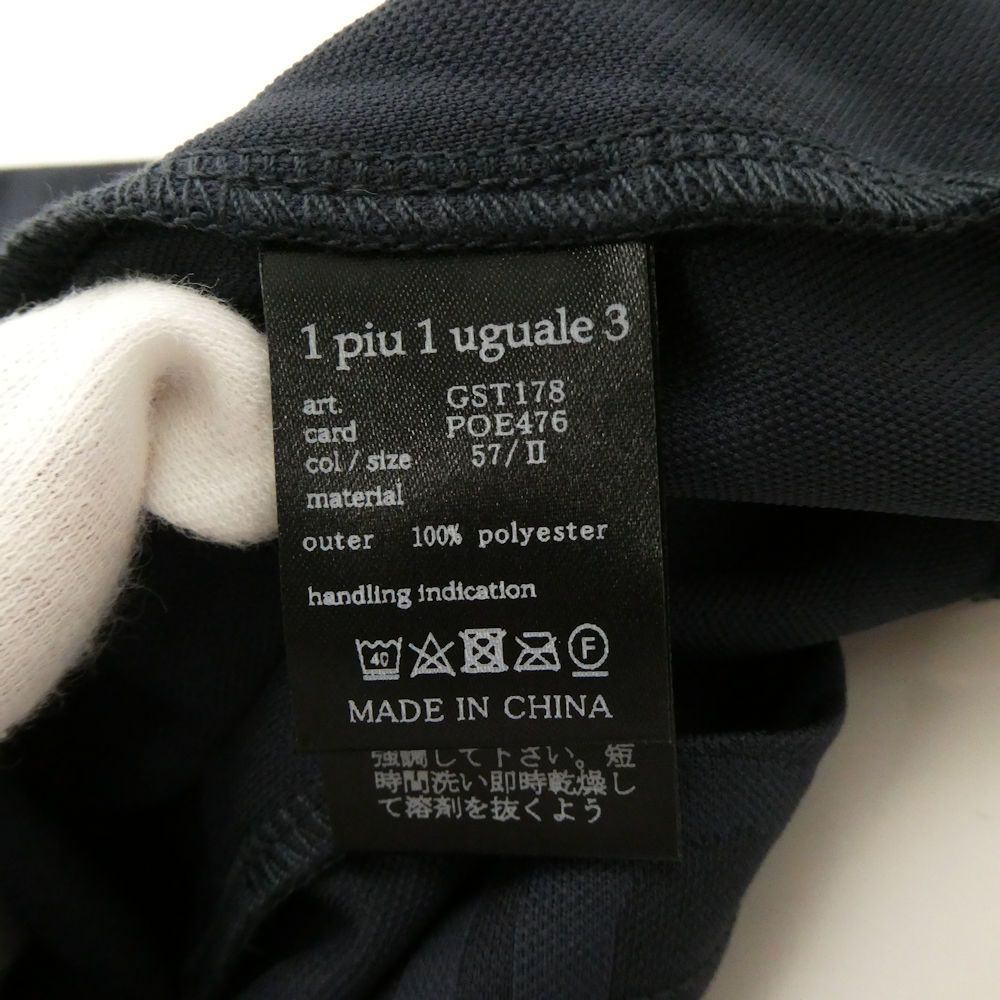 1 piu 1 uguale 3
art. GST178
card POE476
col / size 57/II
material
outer 100% polyester
handling indication
40 F
MADE IN CHINA
強調して下さい。短
時間洗い即時乾燥し
て溶剤を抜くよう